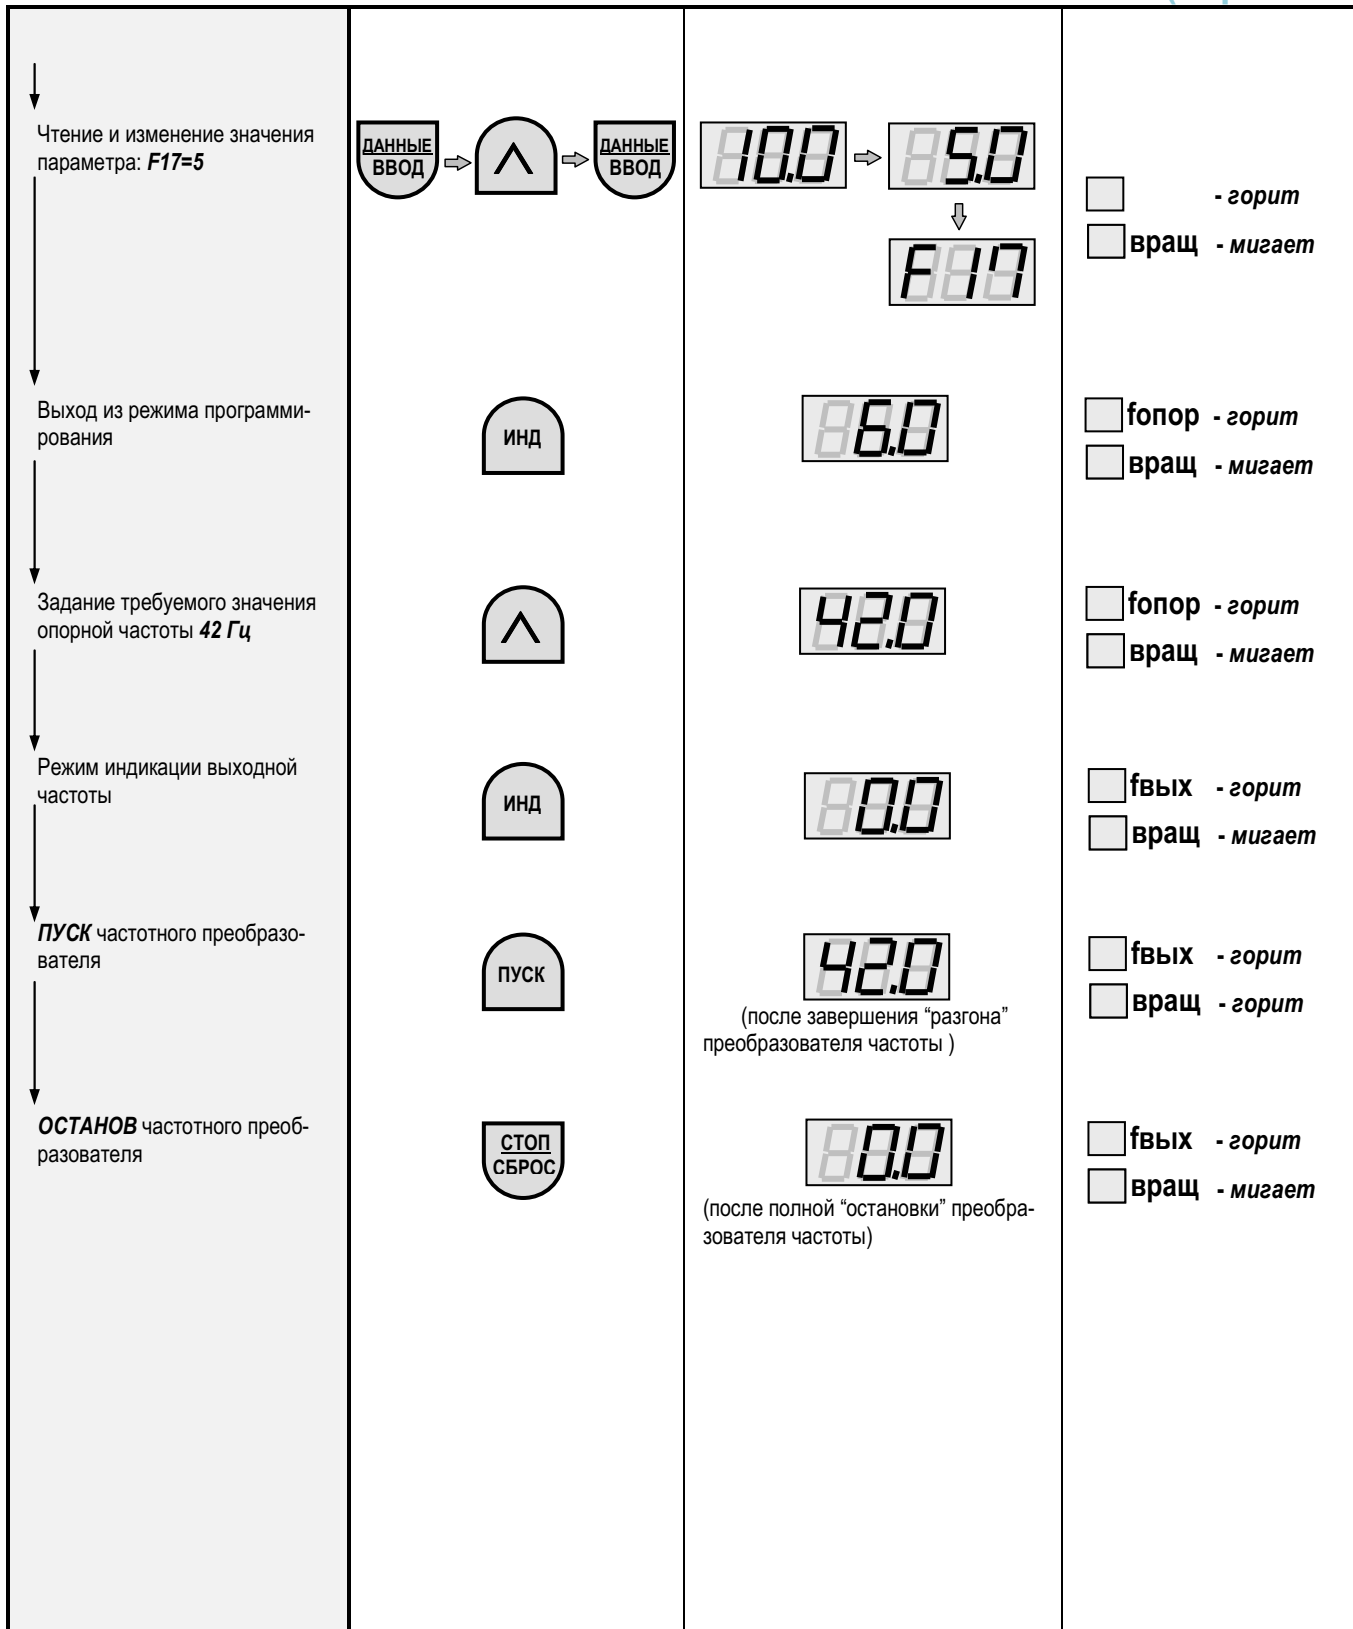 Чтение и изменение значения
параметра: F17=5
ДАННЫЕ
ВВОД
ДАННЫЕ
ВВОД
10.0
5.0
F 17
- горит
вращ - мигает
Выход из режима программи-
рования
ИНД
fопор - горит
вращ - мигает
Задание требуемого значения
опорной частоты 42 Гц
42.0
fопор - горит
вращ - мигает
Режим индикации выходной
частоты
ИНД
0.0
fвых - горит
вращ - мигает
ПУСК частотного преобразо-
вателя
ПУСК
42.0
(после завершения “разгона”
преобразователя частоты )
fвых - горит
вращ - горит
ОСТАНОВ частотного преоб-
разователя
СТОП
СБРОС
0.0
(после полной “остановки” преобра-
зователя частоты)
fвых - горит
вращ - мигает